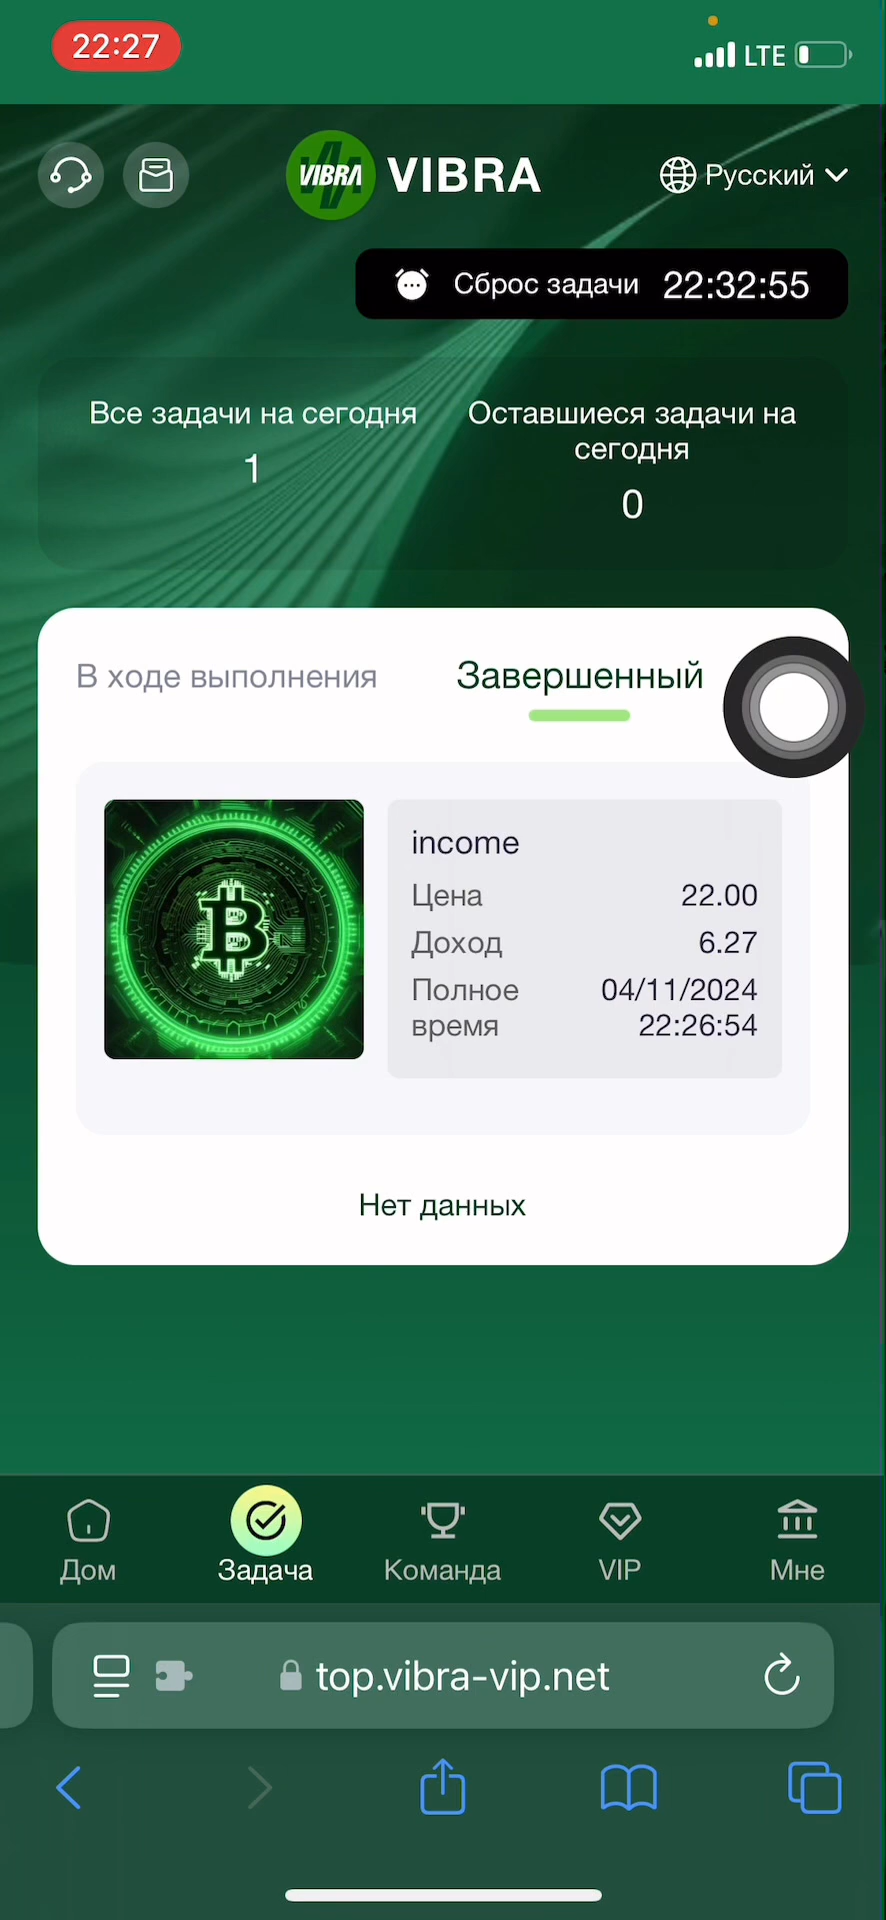 22:27
LTE
VIBRA
VIBRA
Русский
Сброс задачи 22:32:55
Все задачи на сегодня
1
Оставшиеся задачи на
сегодня
0
В ходе выполнения
Завершенный
income
Цена 22.00
Доход 6.27
Полное 04/11/2024
время 22:26:54
Нет данных
Дом
Задача
Команда
VIP
Мне
top.vibra-vip.net